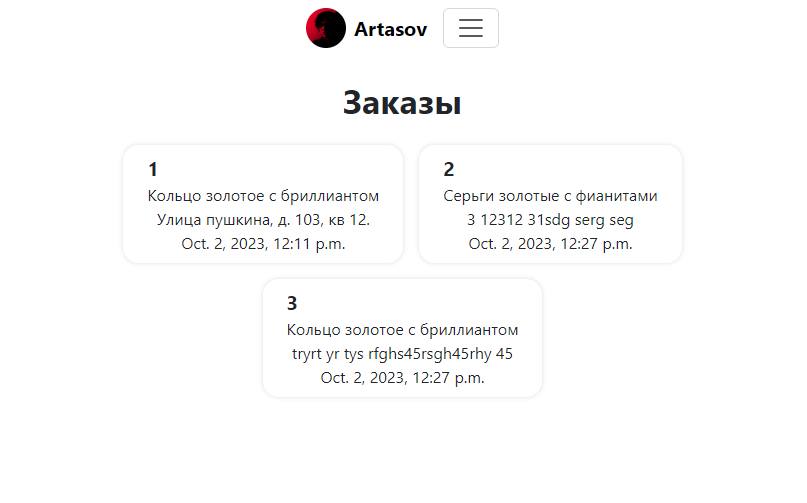 Artasov
Заказы
1
Кольцо золотое с бриллиантом
Улица пушкина, д. 103, кв 12.
Oct. 2, 2023, 12:11 p.m.
2
Серьги золотые с фианитами
3 12312 31sdg serg seg
Oct. 2, 2023, 12:27 p.m.
3
Кольцо золотое с бриллиантом
tryrt yr tys rfghs45rsgh45rhy 45
Oct. 2, 2023, 12:27 p.m.